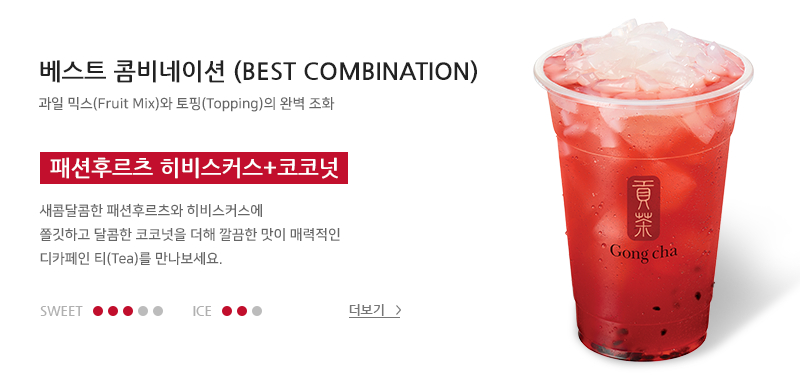 베스트 콤비네이션 (BEST COMBINATION)
과일 믹스(Fruit Mix)와 토핑(Topping)의 완벽 조화
패션후르츠 히비스커스+코코넛
새콤달콤한 패션후르츠와 히비스커스에
쫄깃하고 달콤한 코코넛을 더해 깔끔한 맛이 매력적인
디카페인 티(Tea)를 만나보세요.
SWEET ICE 더보기 >
貢茶
Gong cha